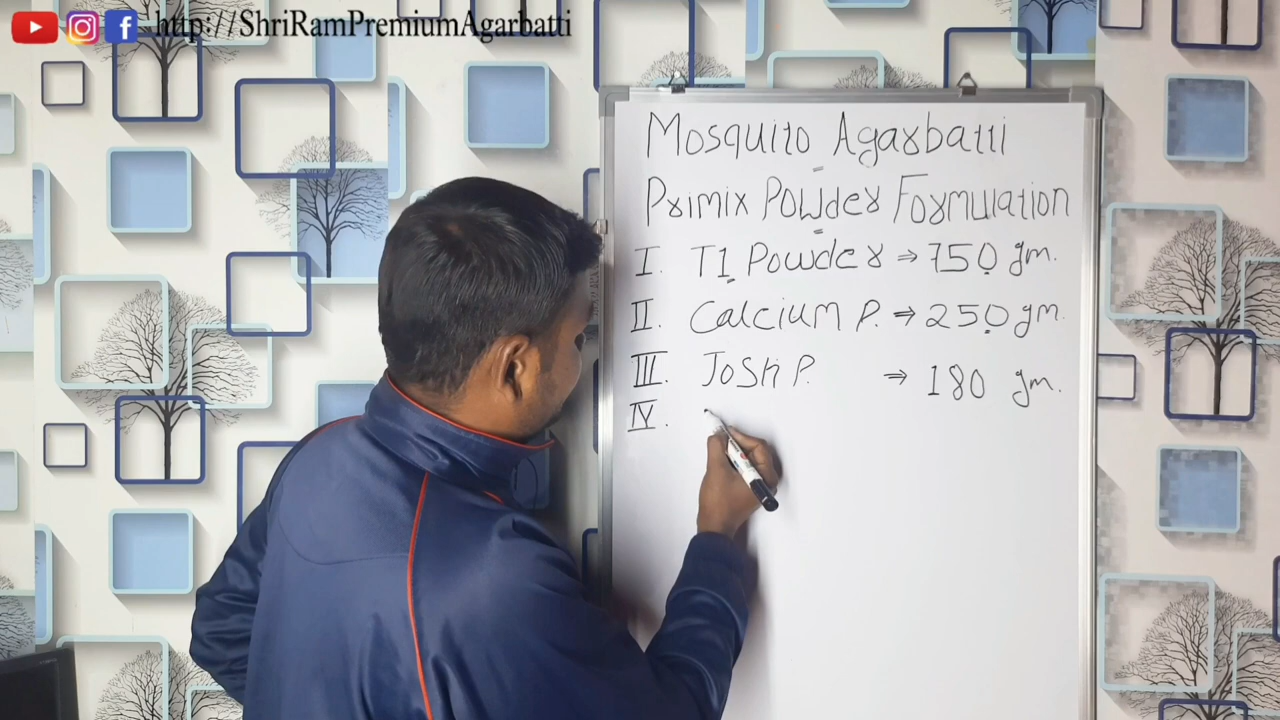 http://ShriRamPremiumAgarbatti
Mosquito Agarbatti
Primix Powder Formulation
I. T1 Powder ⇒ 750 gm.
II. Calcium P. ⇒ 250 gm.
III. Josh P. ⇒ 180 gm.
IV.